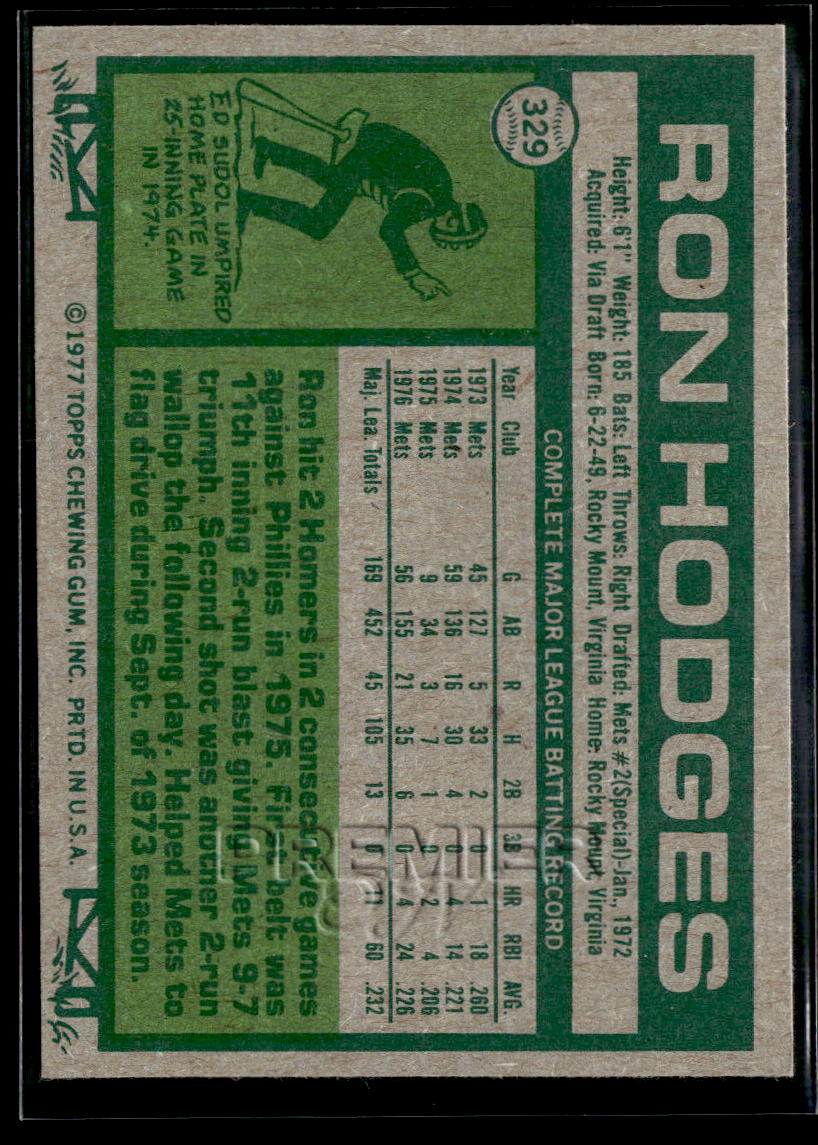 329
RON HODGES
Height: 6'1" Weight: 185 Bats: Left Throws: Right Drafted: Mets #2(Special)-Jan., 1972
Acquired: Via Draft Born: 6-22-49, Rocky Mount, Virginia Home: Rocky Mount, Virginia
COMPLETE MAJOR LEAGUE BATTING RECORD
Year Club G AB R H 2B 3B HR RBI AVG.
1973 Mets 45 127 5 33 2 0 1 18 .260
1974 Mets 59 136 16 30 4 0 4 14 .221
1975 Mets 9 34 3 7 1 0 2 4 .206
1976 Mets 56 155 21 35 6 0 4 24 .226
Maj. Lea. Totals 169 452 45 105 13 0 11 60 .232
ED SUDOL UMPIRED
HOME PLATE IN
25-INNING GAME
IN 1974.
Ron hit 2 Homers in 2 consecutive games
against Phillies in 1975. First belt was
11th inning 2-run blast giving Mets 9-7
triumph. Second shot was another 2-run
wallop the following day. Helped Mets to
flag drive during Sept. of 1973 season.
© 1977 TOPPS CHEWING GUM, INC. PRTD. IN U.S.A.
PREMIER